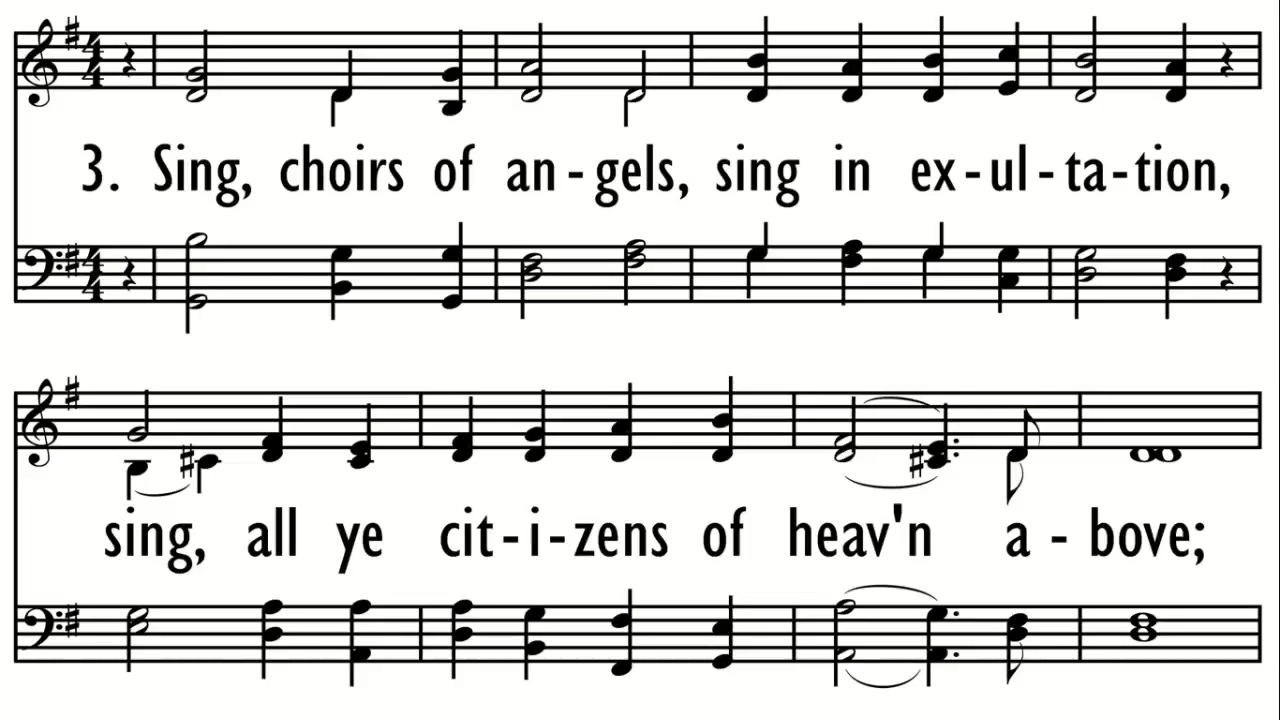 3. Sing, choirs of an-gels, sing in ex-ul-ta-tion,
sing, all ye cit-i-zens of heav'n a-bove;